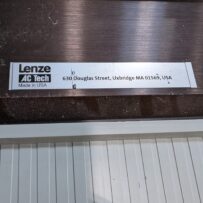 Lenze
AC Tech
Made in USA
630 Douglas Street, Uxbridge MA 01569, USA